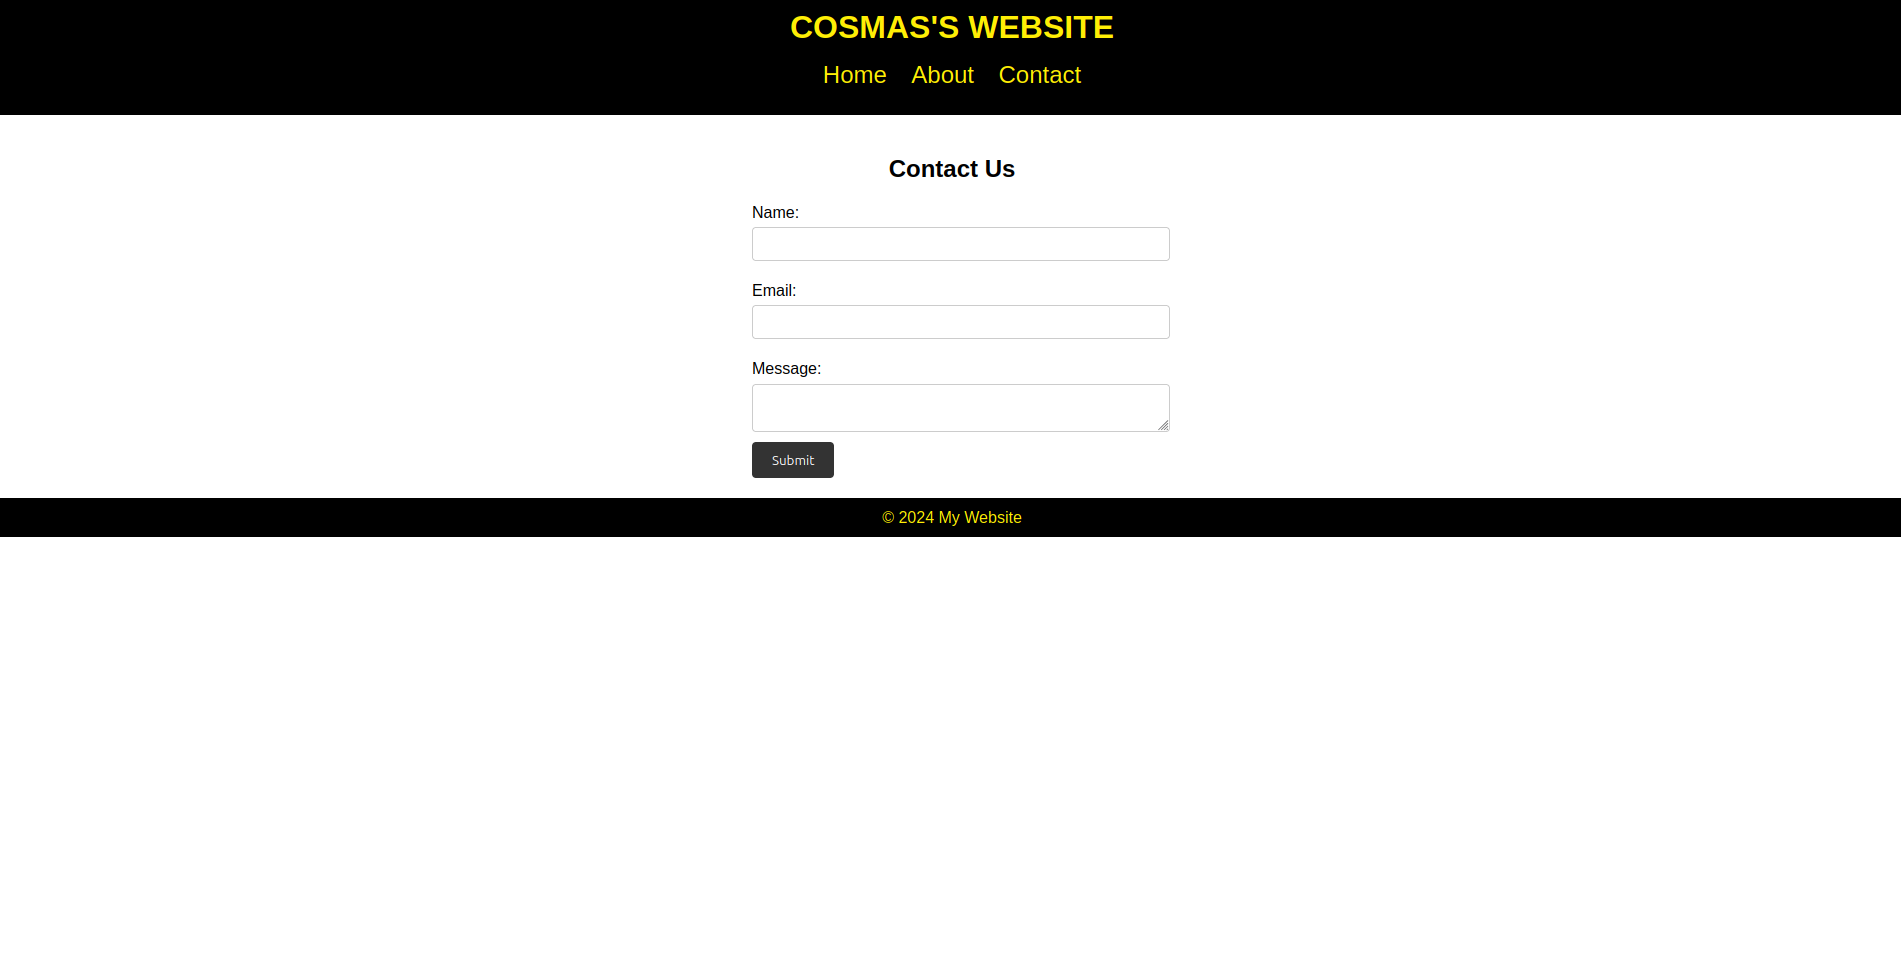 COSMAS'S WEBSITE
Home About Contact
Contact Us
Name:
Email:
Message:
Submit
© 2024 My Website